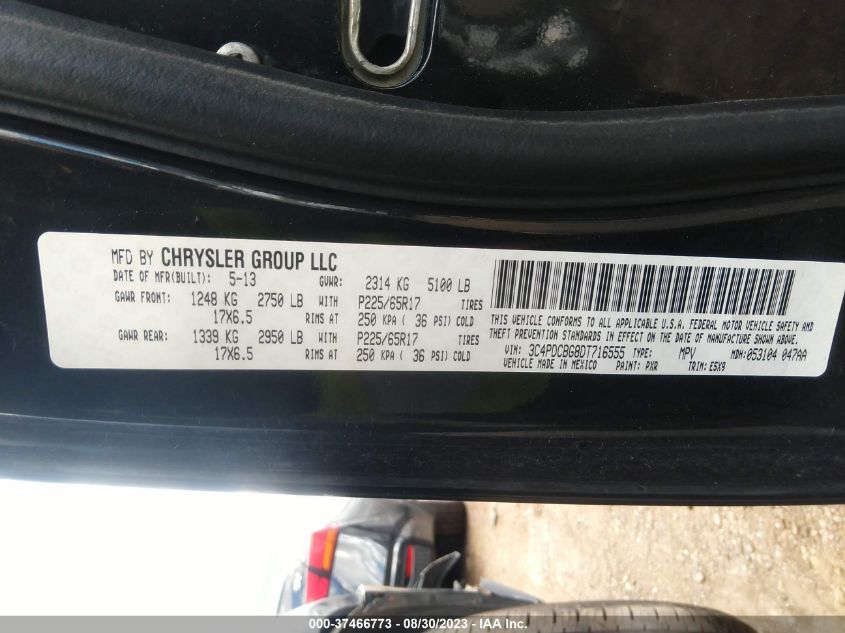 MFD BY CHRYSLER GROUP LLC
DATE OF MFR(BUILT): 5-13 GVWR: 2314 KG 5100 LB
GAWR FRONT: 1248 KG 2750 LB WITH P225/65R17 TIRES
17X6.5 RIMS AT 250 KPA ( 36 PSI) COLD
GAWR REAR: 1339 KG 2950 LB WITH P225/65R17 TIRES
17X6.5 RIMS AT 250 KPA ( 36 PSI) COLD
THIS VEHICLE CONFORMS TO ALL APPLICABLE U.S.A. FEDERAL MOTOR VEHICLE SAFETY AND
THEFT PREVENTION STANDARDS IN EFFECT ON THE DATE OF MANUFACTURE SHOWN ABOVE.
VIN: 3C4PDCBG8DT716555 TYPE: MPV MDH: 053104 047AA
VEHICLE MADE IN MEXICO PAINT: PXR TRIM: E5X9
000-37466773 - 08/30/2023 - IAA Inc.